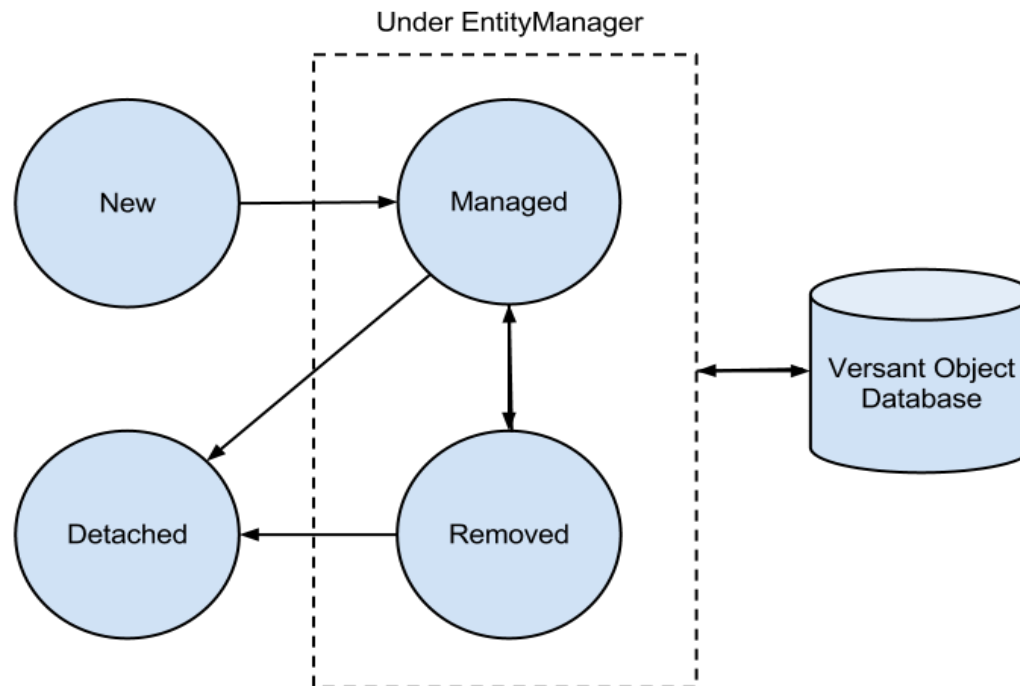 Under EntityManager
New
Managed
Versant Object
Database
Detached
Removed